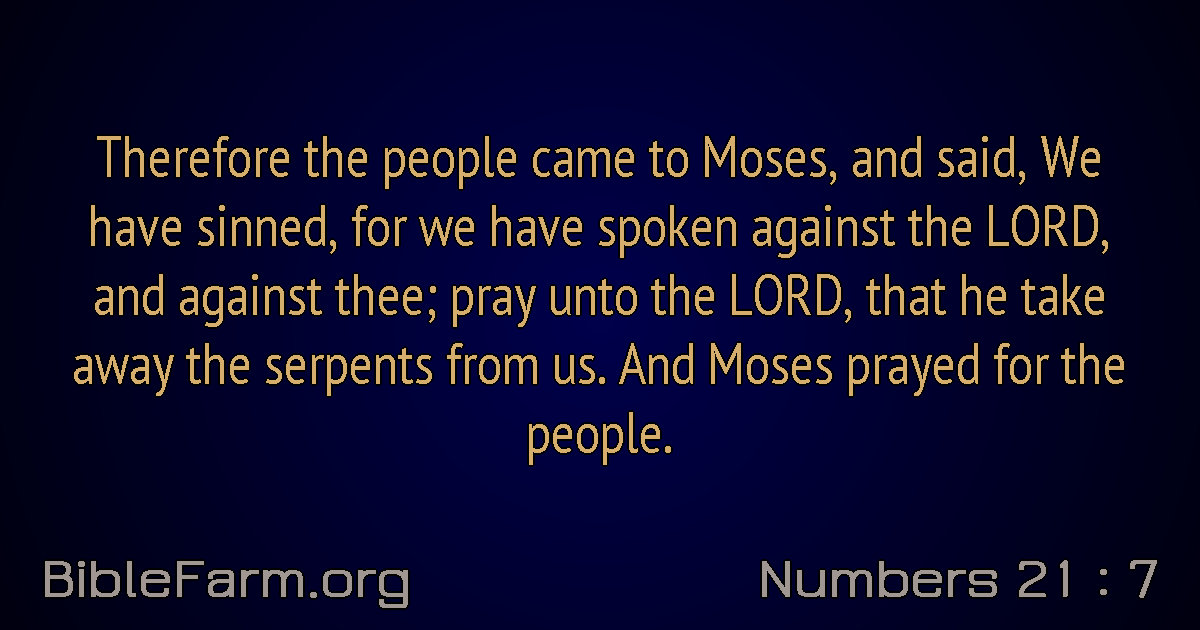 Therefore the people came to Moses, and said, We
have sinned, for we have spoken against the LORD,
and against thee; pray unto the LORD, that he take
away the serpents from us. And Moses prayed for the
people.
BibleFarm.org
Numbers 21 : 7